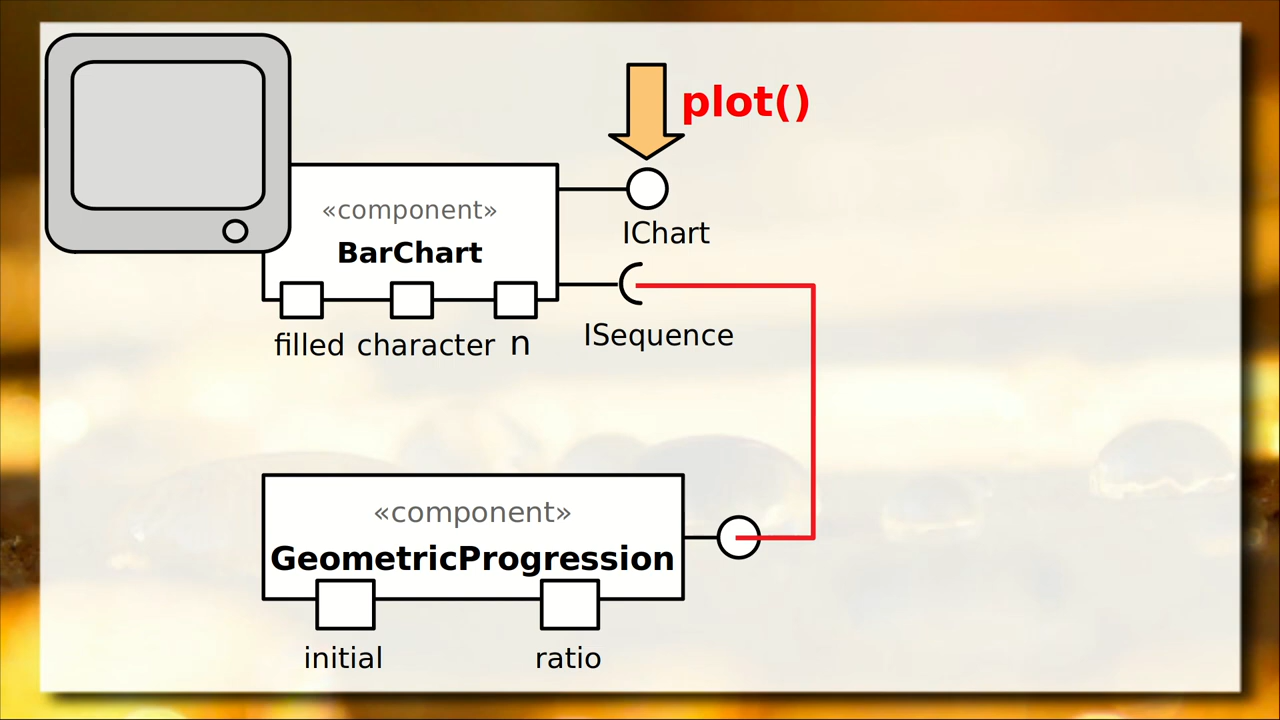 plot()
«component»
BarChart
IChart
ISequence
filled character n
«component»
GeometricProgression
initial ratio